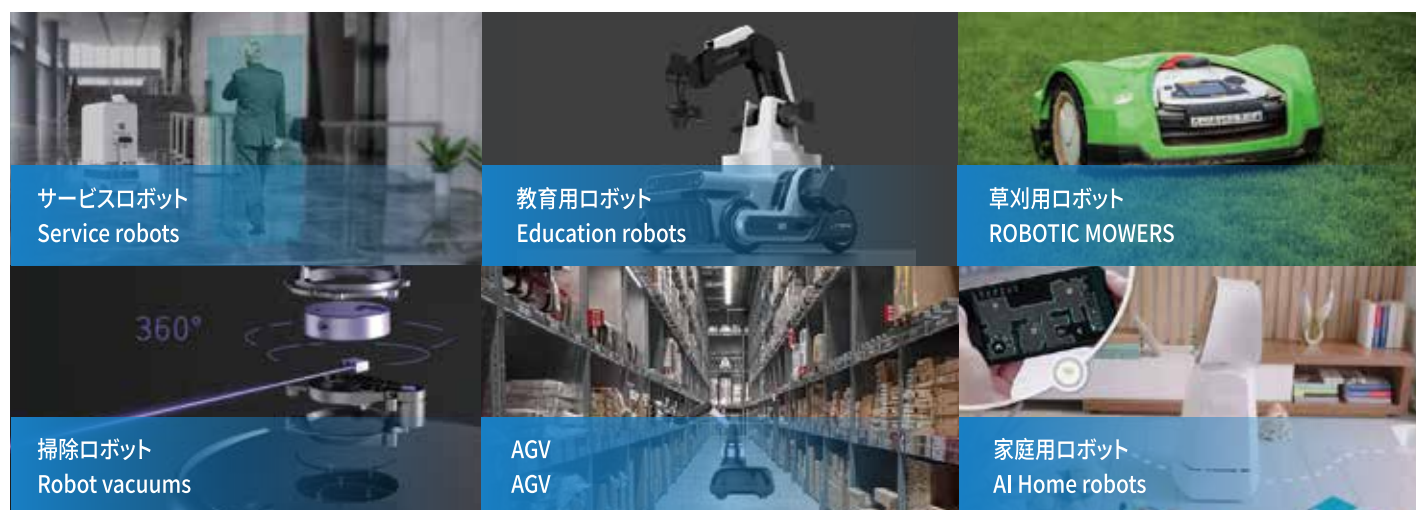 サービスロボット
Service robots
教育用ロボット
Education robots
草刈用ロボット
ROBOTIC MOWERS
360°
掃除ロボット
Robot vacuums
AGV
AGV
家庭用ロボット
AI Home robots